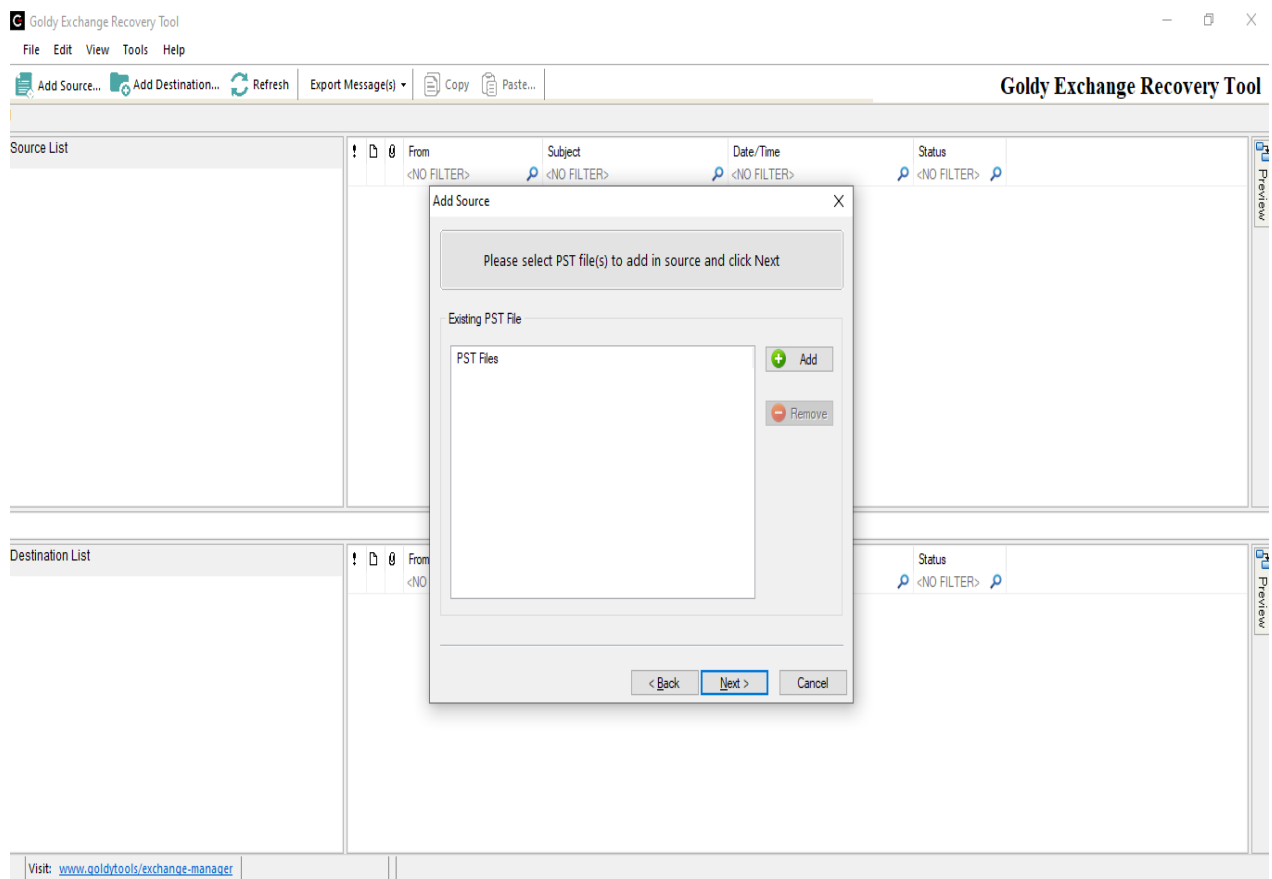 Goldy Exchange Recovery Tool
File Edit View Tools Help
Add Source... Add Destination... Refresh Export Message(s) Copy Paste... Goldy Exchange Recovery Tool
Source List
! From Subject Date/Time Status
<NO FILTER> <NO FILTER> <NO FILTER> <NO FILTER>
Preview
Add Source X
Please select PST file(s) to add in source and click Next
Existing PST File
PST Files
Add
Remove
< Back Next > Cancel
Destination List
! From Status
<NO <NO FILTER>
Preview
Visit: www.goldytools/exchange-manager